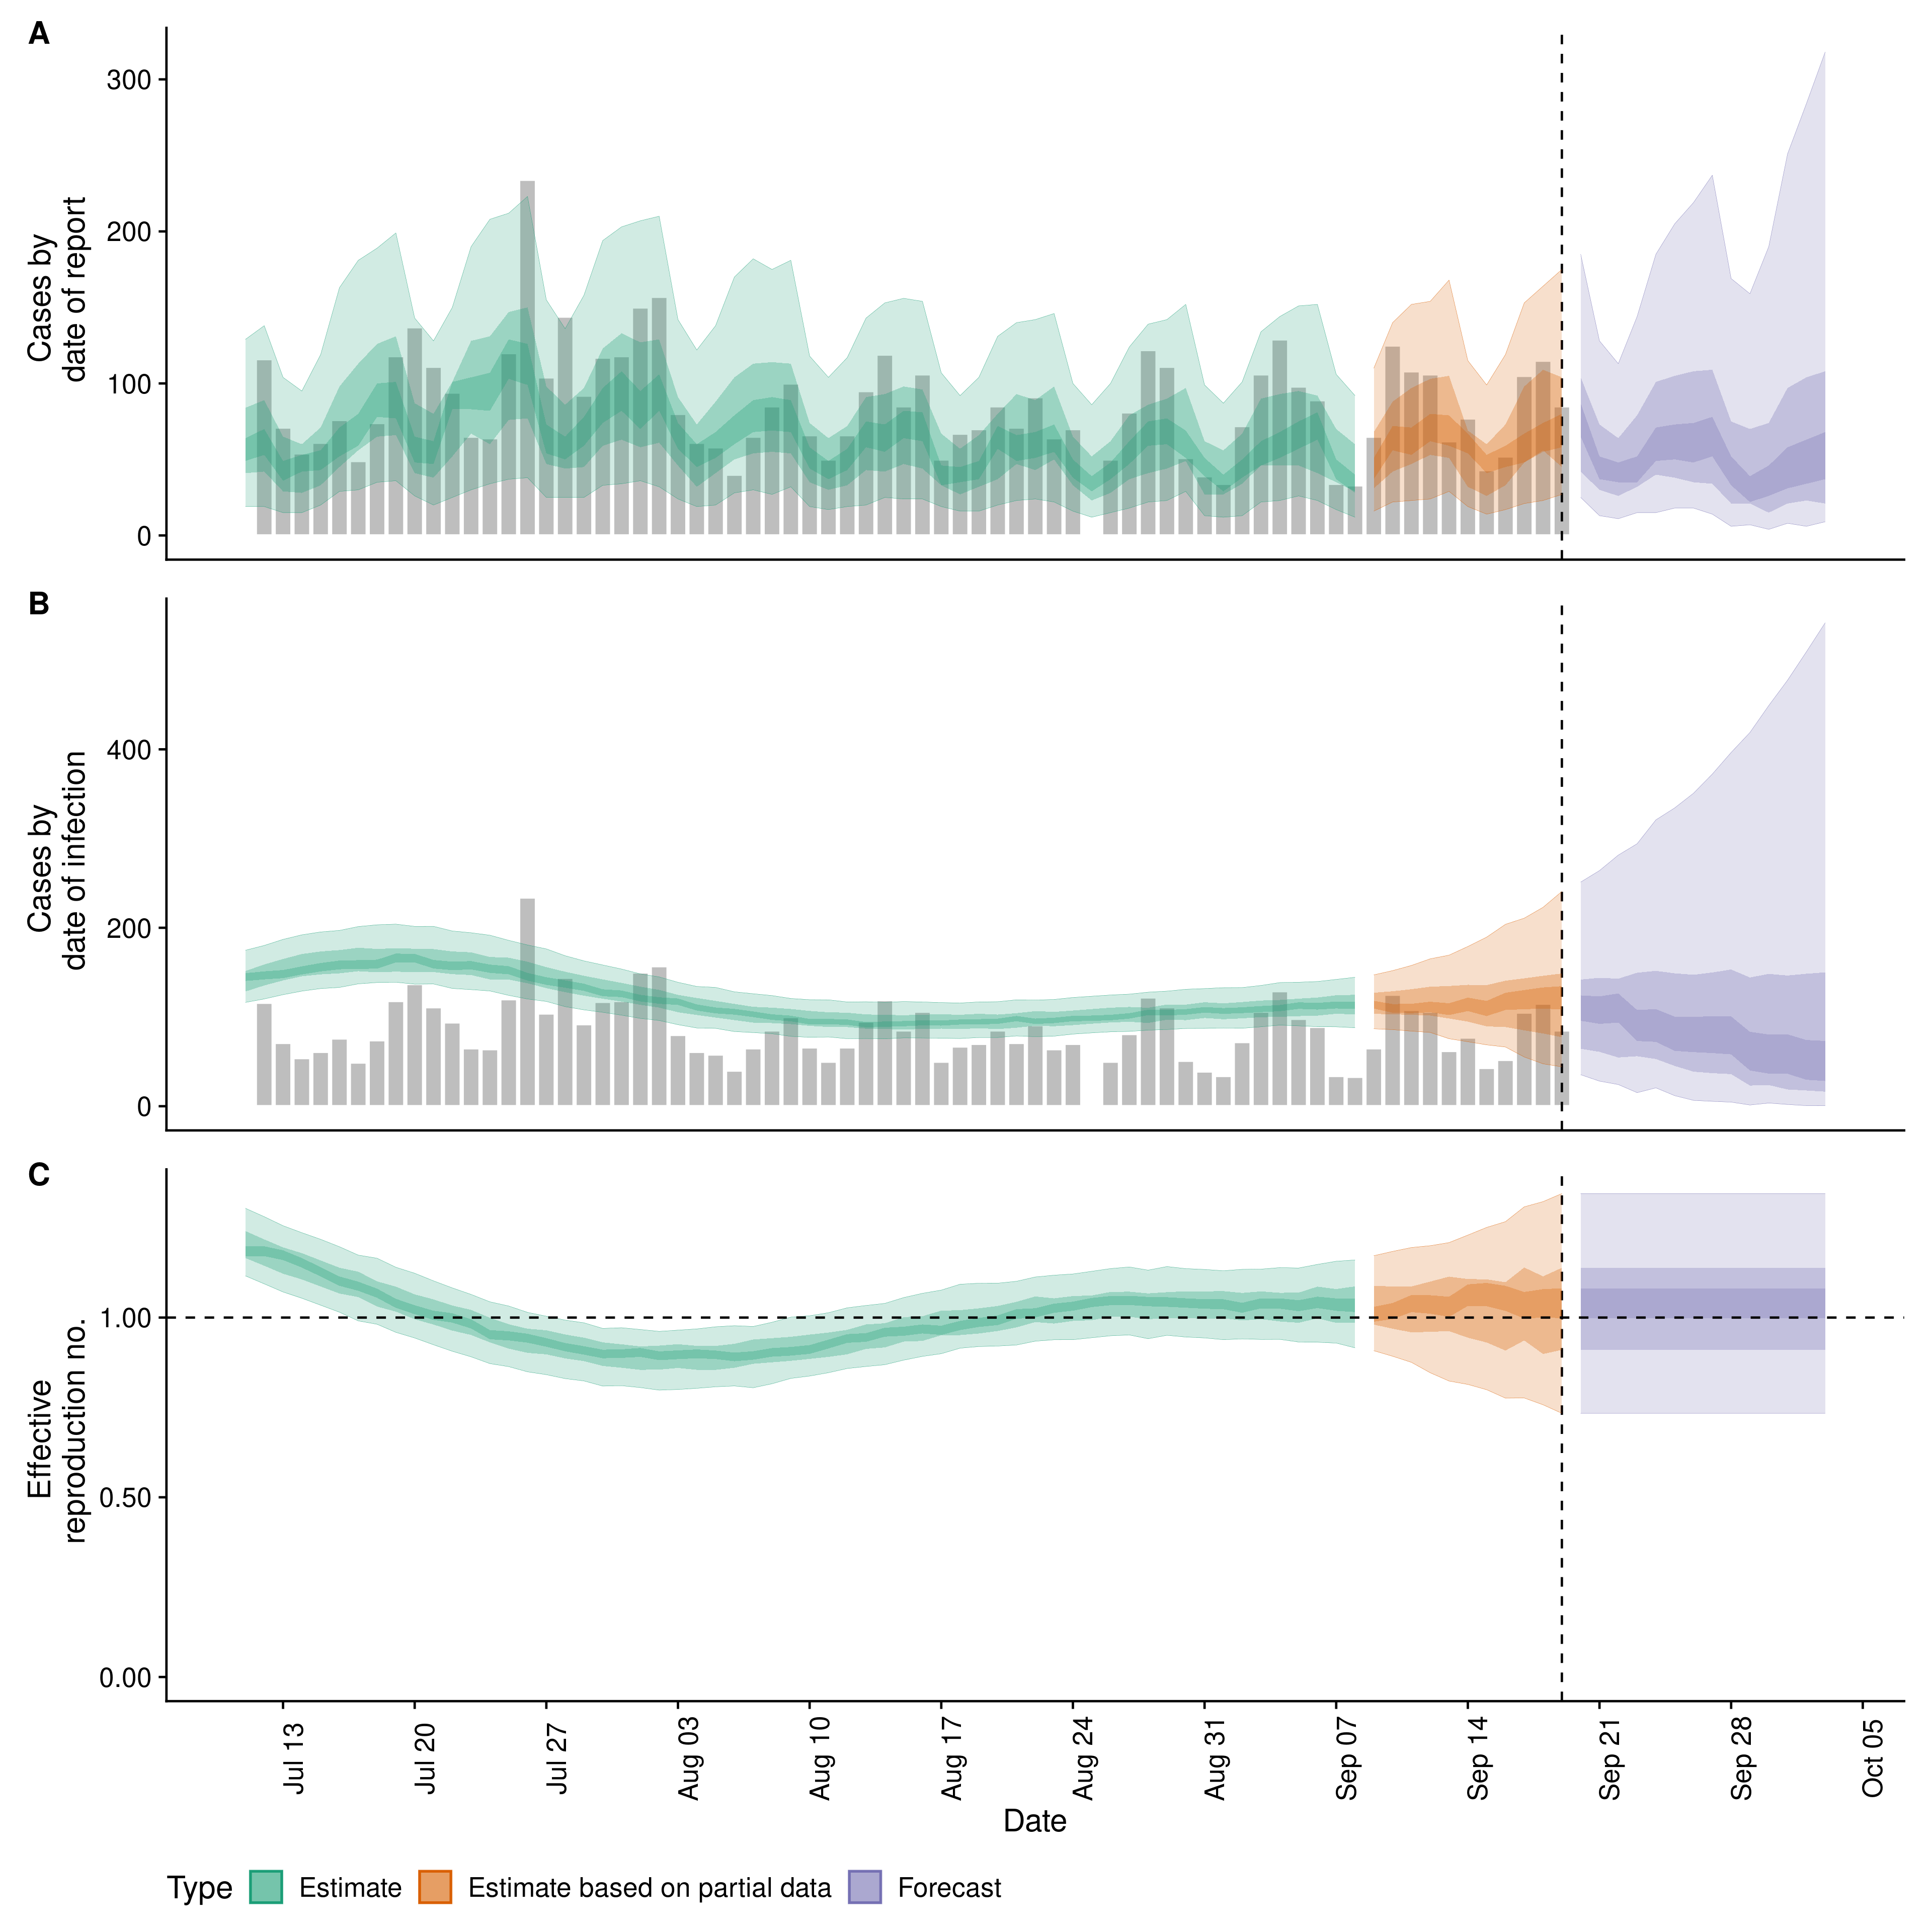 A
Cases by
date of report
300
200
100
0
B
Cases by
date of infection
400
200
0
C
Effective
reproduction no.
1.00
0.50
0.00
Jul 13
Jul 20
Jul 27
Aug 03
Aug 10
Aug 17
Aug 24
Aug 31
Sep 07
Sep 14
Sep 21
Sep 28
Oct 05
Date
Type Estimate Estimate based on partial data Forecast